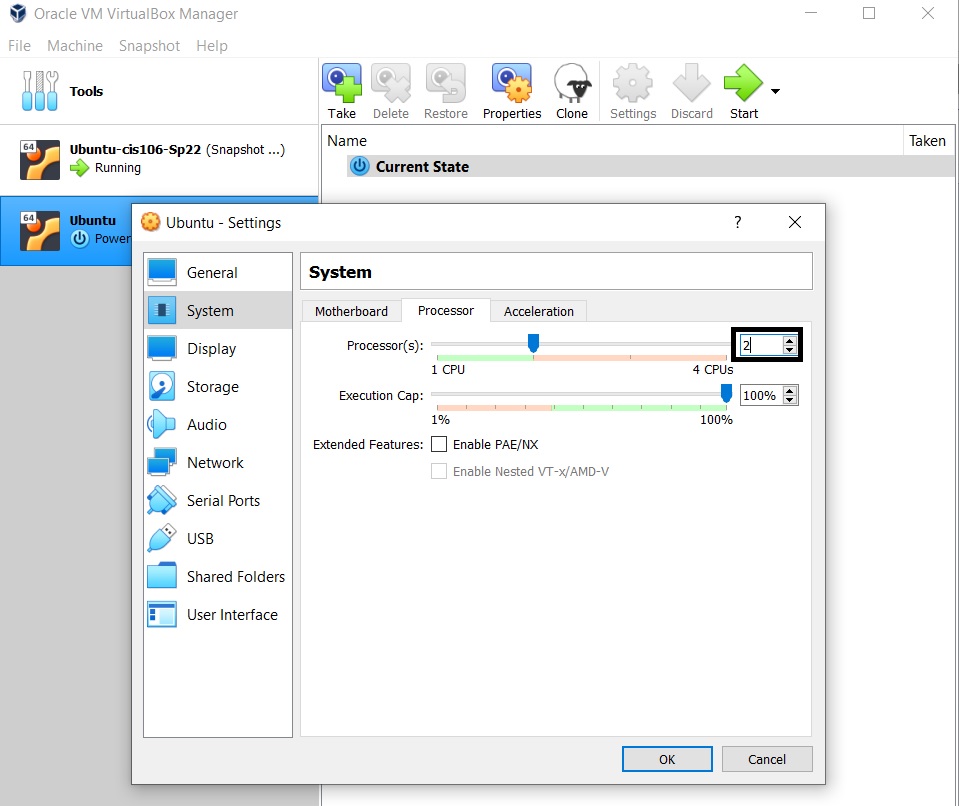 Oracle VM VirtualBox Manager
File Machine Snapshot Help
Tools
Take Delete Restore Properties Clone Settings Discard Start
Name Taken
Current State
64
Ubuntu-cis106-Sp22 (Snapshot ...)
Running
64
Ubuntu
Power
Ubuntu - Settings ?
General
System
Display
Storage
Audio
Network
Serial Ports
USB
Shared Folders
User Interface
System
Motherboard Processor Acceleration
Processor(s): 2
1 CPU 4 CPUs
Execution Cap: 100%
1% 100%
Extended Features: Enable PAE/NX
Enable Nested VT-x/AMD-V
OK Cancel